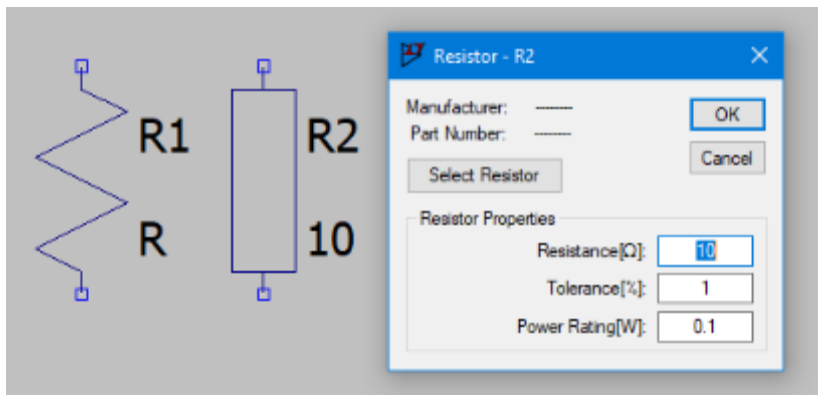 R1
R
R2
10
Resistor - R2
Manufacturer: --------
Part Number: --------
OK
Cancel
Select Resistor
Resistor Properties
Resistance[Ω]: 10
Tolerance[%]: 1
Power Rating[W]: 0.1